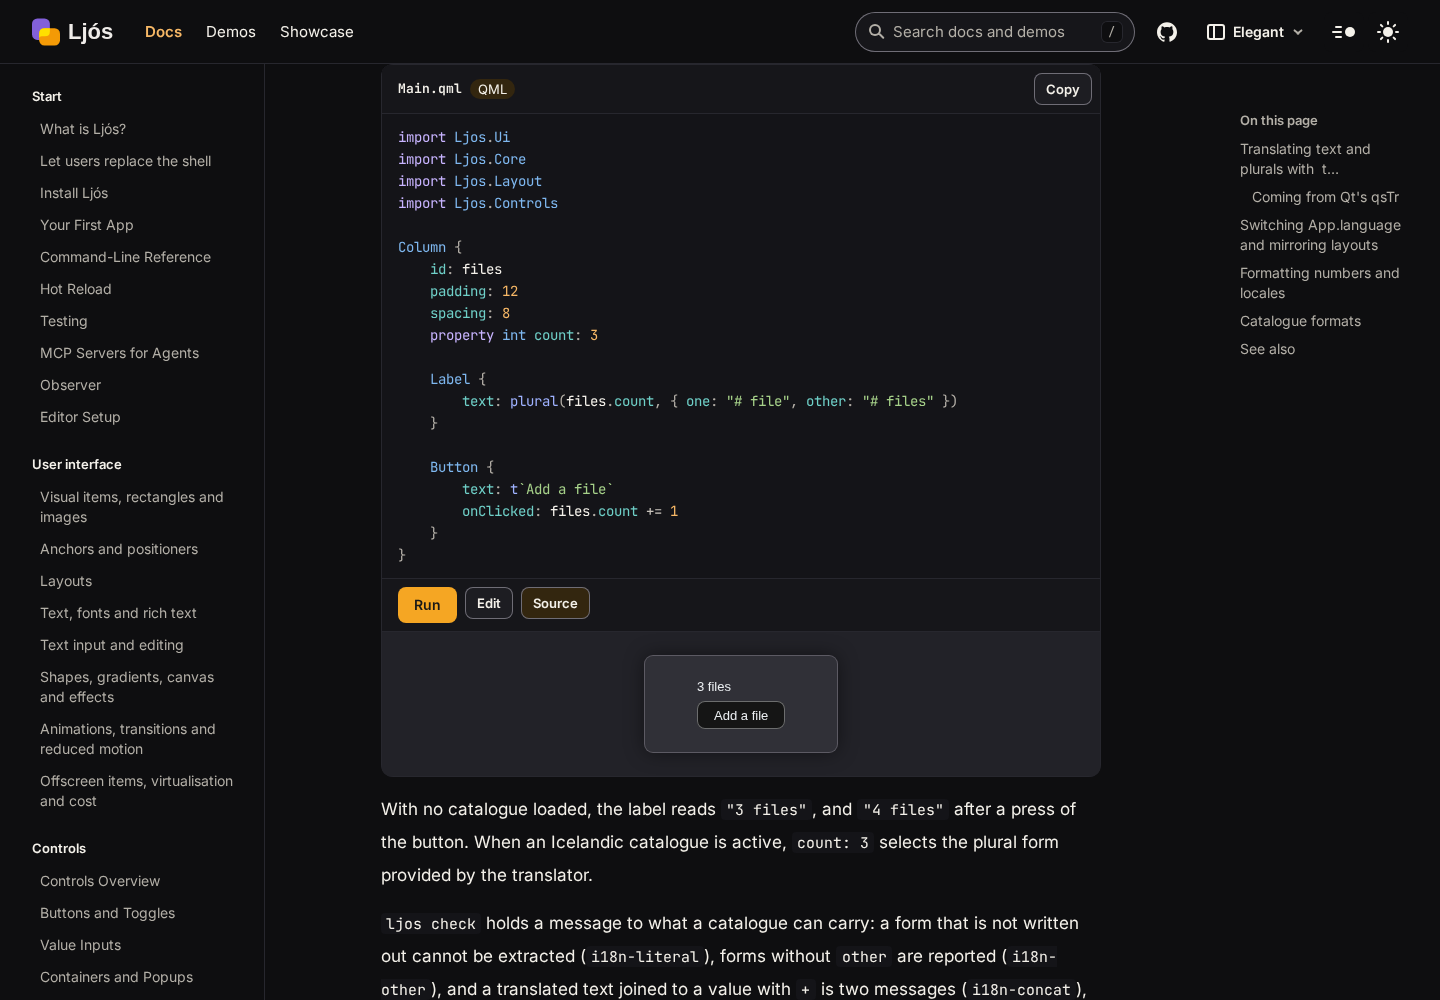 Ljós
Docs
Demos
Showcase
Search docs and demos
/
Elegant
Start
What is Ljós?
Let users replace the shell
Install Ljós
Your First App
Command-Line Reference
Hot Reload
Testing
MCP Servers for Agents
Observer
Editor Setup
User interface
Visual items, rectangles and
images
Anchors and positioners
Layouts
Text, fonts and rich text
Text input and editing
Shapes, gradients, canvas
and effects
Animations, transitions and
reduced motion
Offscreen items, virtualisation
and cost
Controls
Controls Overview
Buttons and Toggles
Value Inputs
Containers and Popups
Main.qml QML
Copy
import Ljos.Ui
import Ljos.Core
import Ljos.Layout
import Ljos.Controls
Column {
    id: files
    padding: 12
    spacing: 8
    property int count: 3
    Label {
        text: plural(files.count, { one: "# file", other: "# files" })
    }
    Button {
        text: t`Add a file`
        onClicked: files.count += 1
    }
}
Run
Edit
Source
3 files
Add a file
With no catalogue loaded, the label reads "3 files", and "4 files" after a press of
the button. When an Icelandic catalogue is active, count: 3 selects the plural form
provided by the translator.
ljos check holds a message to what a catalogue can carry: a form that is not written
out cannot be extracted (i18n-literal), forms without other are reported (i18n-
other), and a translated text joined to a value with + is two messages (i18n-concat),
On this page
Translating text and
plurals with t...
Coming from Qt's qsTr
Switching App.language
and mirroring layouts
Formatting numbers and
locales
Catalogue formats
See also